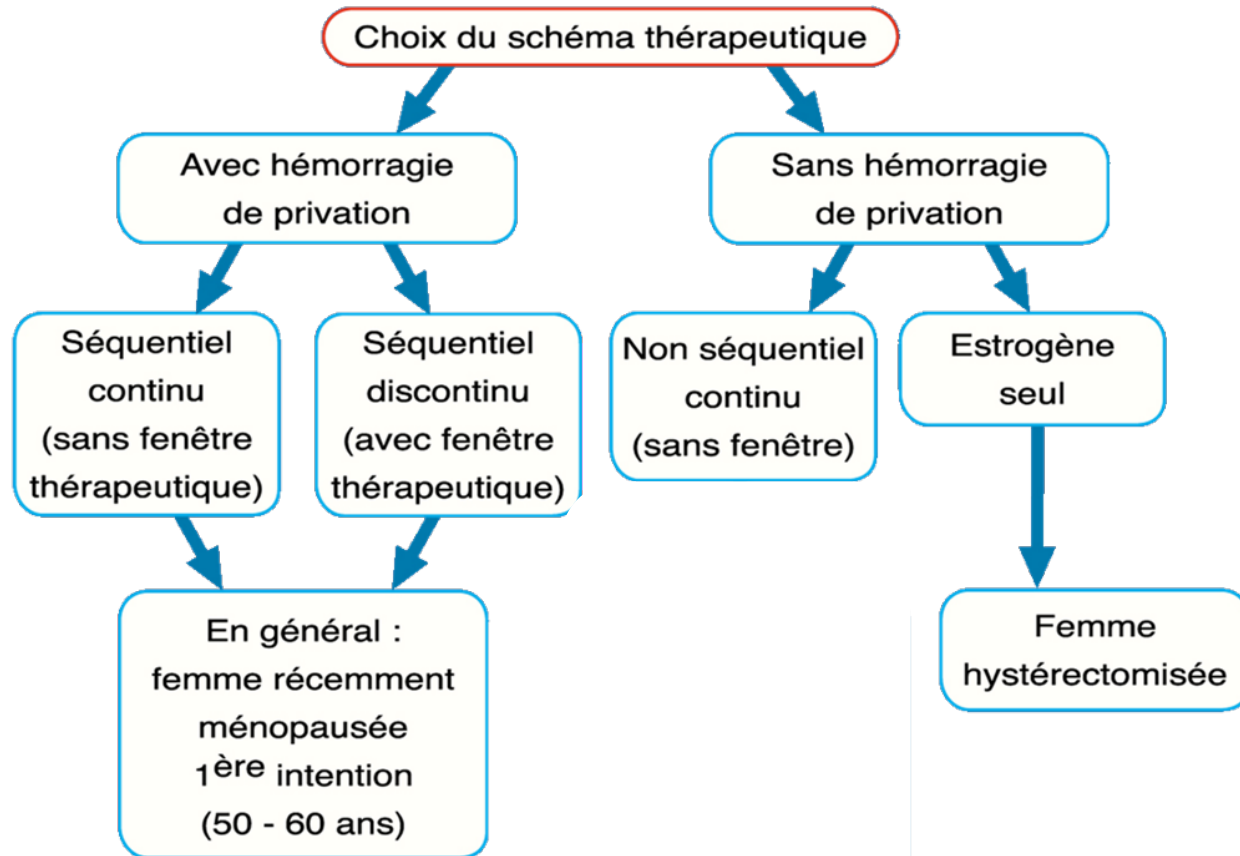 Choix du schéma thérapeutique
Avec hémorragie
de privation
Sans hémorragie
de privation
Séquentiel
continu
(sans fenêtre
thérapeutique)
Séquentiel
discontinu
(avec fenêtre
thérapeutique)
Non séquentiel
continu
(sans fenêtre)
Estrogène
seul
En général :
femme récemment
ménopausée
1ère intention
(50 - 60 ans)
Femme
hystérectomisée